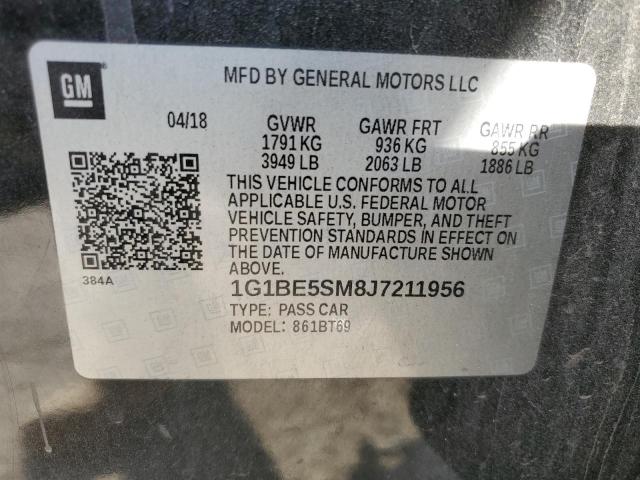 GM
MFD BY GENERAL MOTORS LLC
04/18 GVWR GAWR FRT GAWR RR
1791 KG 936 KG 855 KG
3949 LB 2063 LB 1886 LB
THIS VEHICLE CONFORMS TO ALL
APPLICABLE U.S. FEDERAL MOTOR
VEHICLE SAFETY, BUMPER, AND THEFT
PREVENTION STANDARDS IN EFFECT ON
THE DATE OF MANUFACTURE SHOWN
ABOVE.
384A
1G1BE5SM8J7211956
TYPE: PASS CAR
MODEL: 861BT69